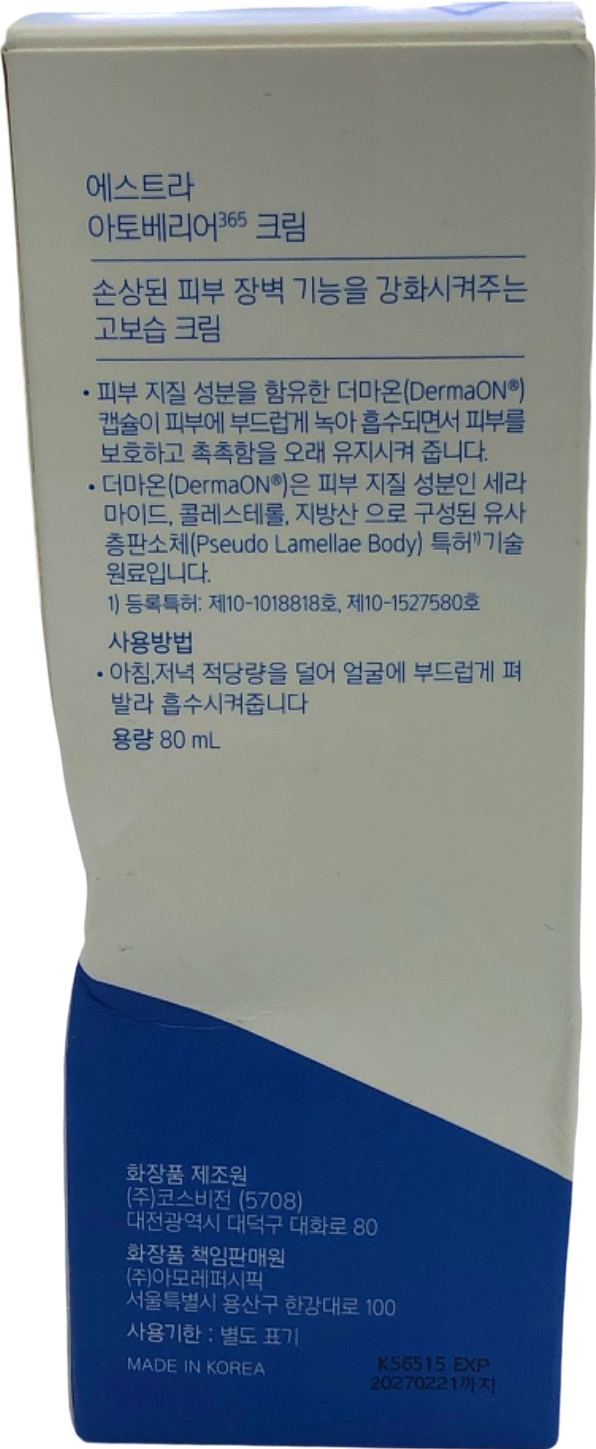 에스트라
아토베리어³⁶⁵ 크림
손상된 피부 장벽 기능을 강화시켜주는
고보습 크림
• 피부 지질 성분을 함유한 더마온(DermaON®)
캡슐이 피부에 부드럽게 녹아 흡수되면서 피부를
보호하고 촉촉함을 오래 유지시켜 줍니다.
• 더마온(DermaON®)은 피부 지질 성분인 세라
마이드, 콜레스테롤, 지방산 으로 구성된 유사
층판소체(Pseudo Lamellae Body) 특허¹⁾기술
원료입니다.
1) 등록특허: 제10-1018818호, 제10-1527580호
사용방법
• 아침,저녁 적당량을 덜어 얼굴에 부드럽게 펴
발라 흡수시켜줍니다
용량 80 mL
화장품 제조원
(주)코스비전 (5708)
대전광역시 대덕구 대화로 80
화장품 책임판매원
(주)아모레퍼시픽
서울특별시 용산구 한강대로 100
사용기한 : 별도 표기
MADE IN KOREA
K56515 EXP
20270221까지